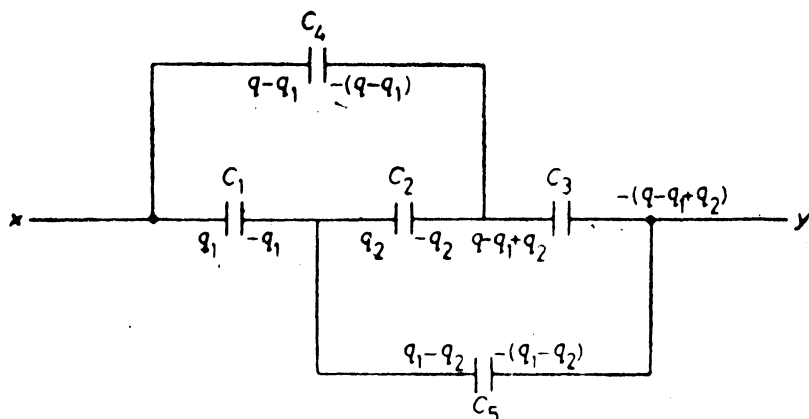 C₄
q-q₁ -(q-q₁)
C₁ C₂ C₃ -(q-q₁+q₂)
x y
q₁ -q₁ q₂ -q₂ q-q₁+q₂
q₁-q₂ -(q₁-q₂)
C₅